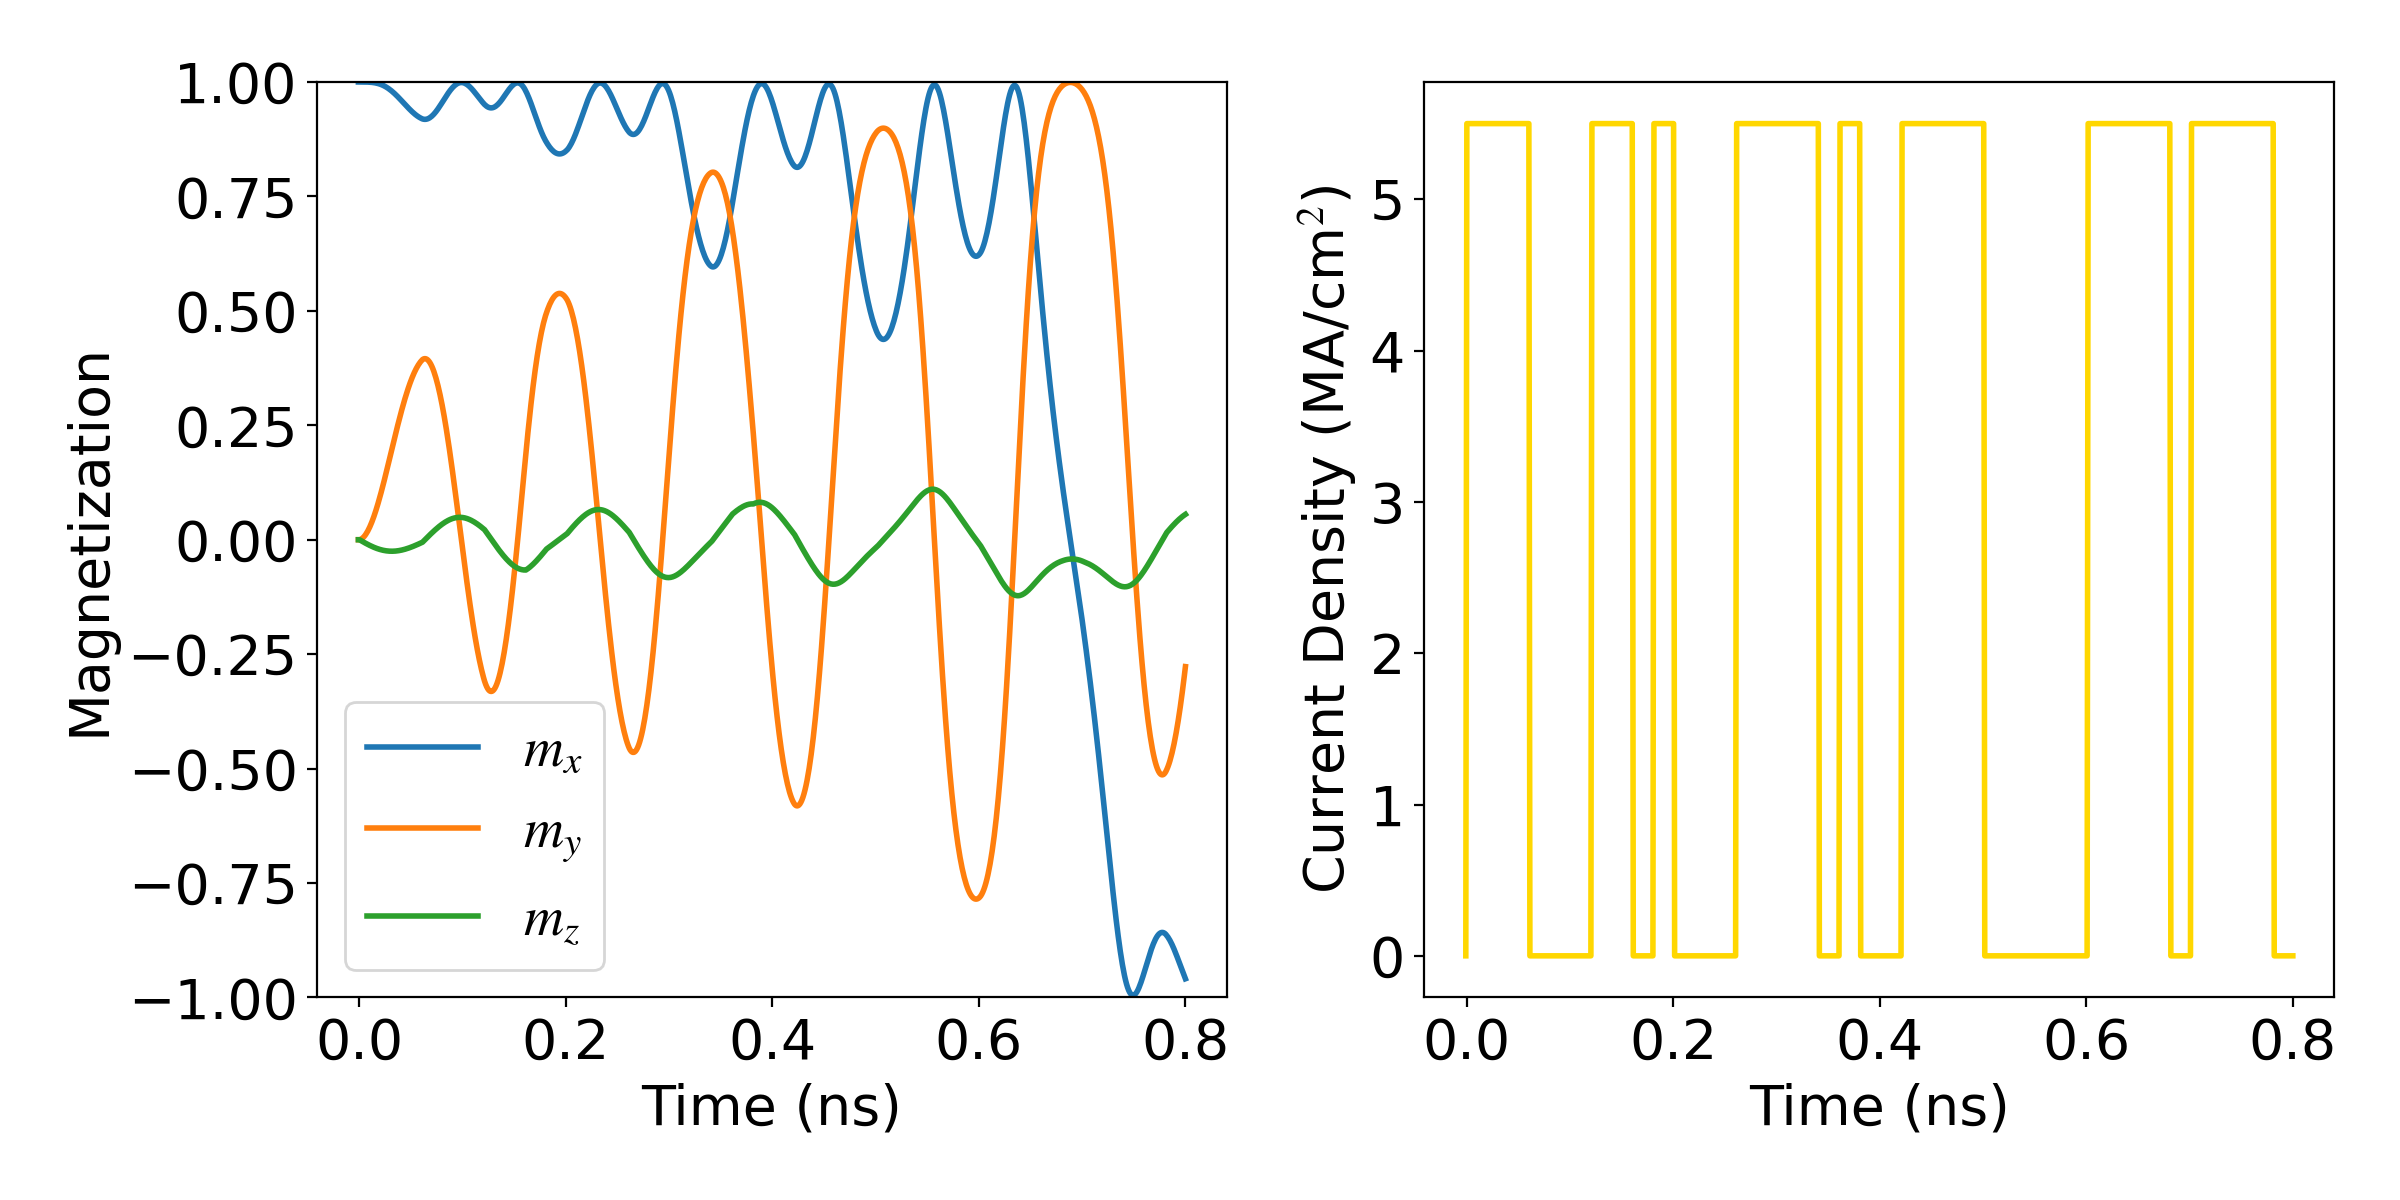 1.00
0.75
0.50
0.25
0.00
−0.25
−0.50
−0.75
−1.00
Magnetization
0.0 0.2 0.4 0.6 0.8
Time (ns)
m_x
m_y
m_z
5
4
3
2
1
0
Current Density (MA/cm²)
0.0 0.2 0.4 0.6 0.8
Time (ns)